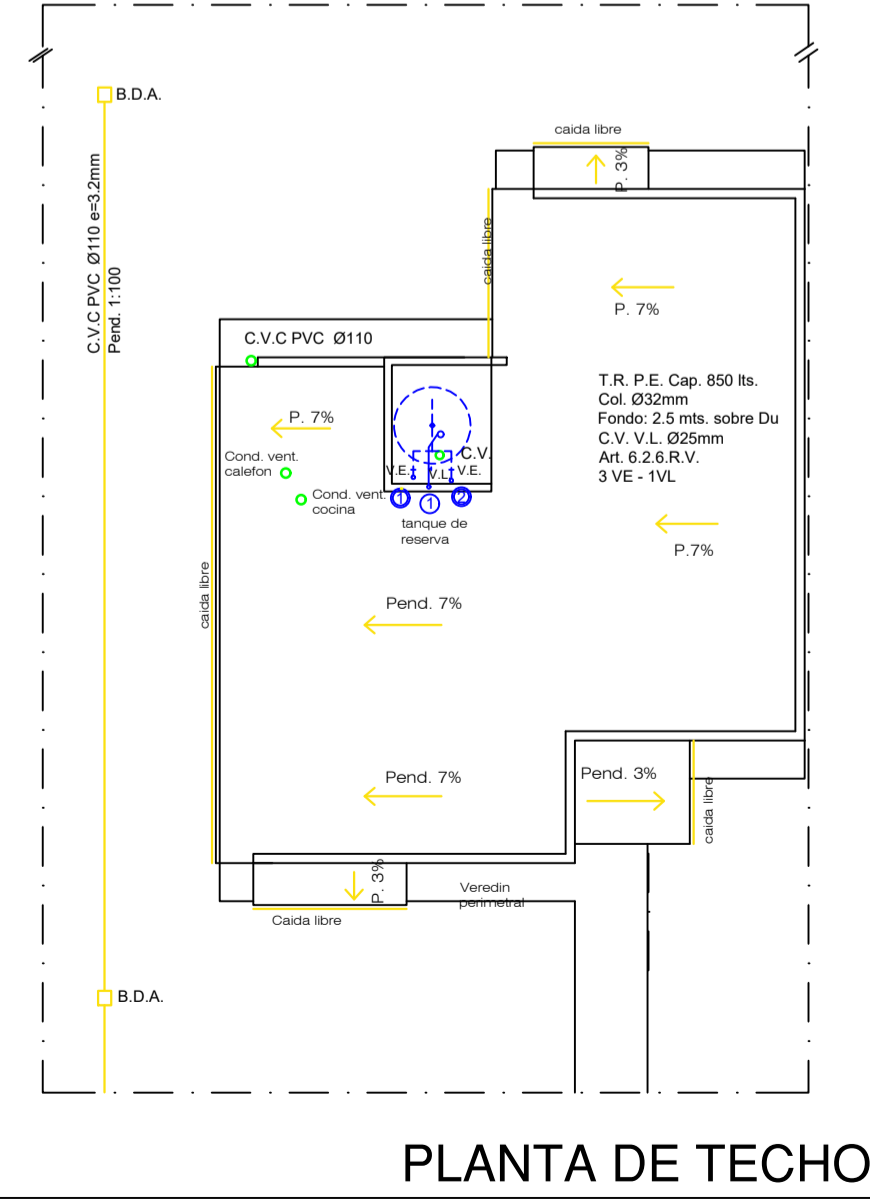 B.D.A.
C.V.C PVC Ø110 e=3.2mm
Pend. 1:100
caida libre
P. 3%
caida libre
P. 7%
C.V.C PVC Ø110
T.R. P.E. Cap. 850 lts.
Col. Ø32mm
Fondo: 2.5 mts. sobre Du
C.V. V.L. Ø25mm
Art. 6.2.6.R.V.
3 VE - 1VL
P. 7%
Cond. vent.
calefon
Cond. vent.
cocina
C.V.
V.E.
V.L.
V.E.
1
1
2
tanque de
reserva
P.7%
caida libre
Pend. 7%
Pend. 7%
Pend. 3%
caida libre
P. 3%
Veredin
perimetral
Caida libre
B.D.A.
PLANTA DE TECHO